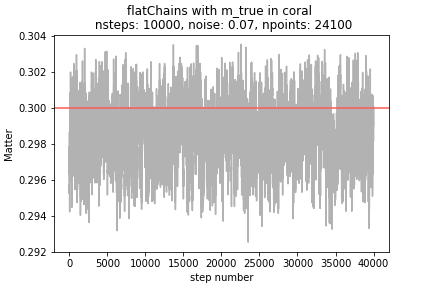 flatChains with m_true in coral
nsteps: 10000, noise: 0.07, npoints: 24100
0.304
0.302
0.300
0.298
0.296
0.294
0.292
Matter
0 5000 10000 15000 20000 25000 30000 35000 40000
step number